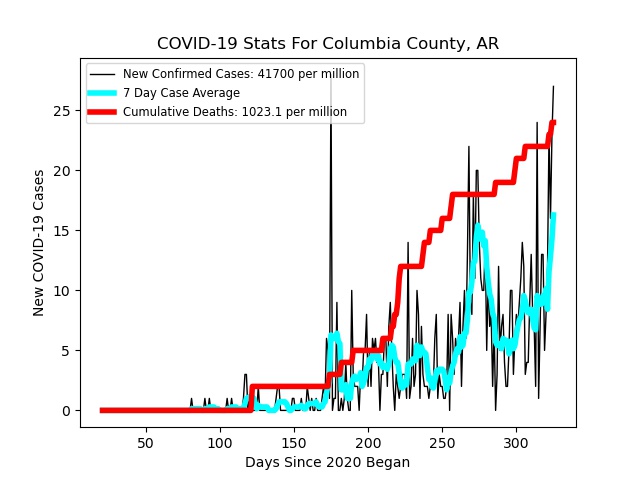 COVID-19 Stats For Columbia County, AR
New Confirmed Cases: 41700 per million
7 Day Case Average
Cumulative Deaths: 1023.1 per million
New COVID-19 Cases
25
20
15
10
5
0
50 100 150 200 250 300
Days Since 2020 Began